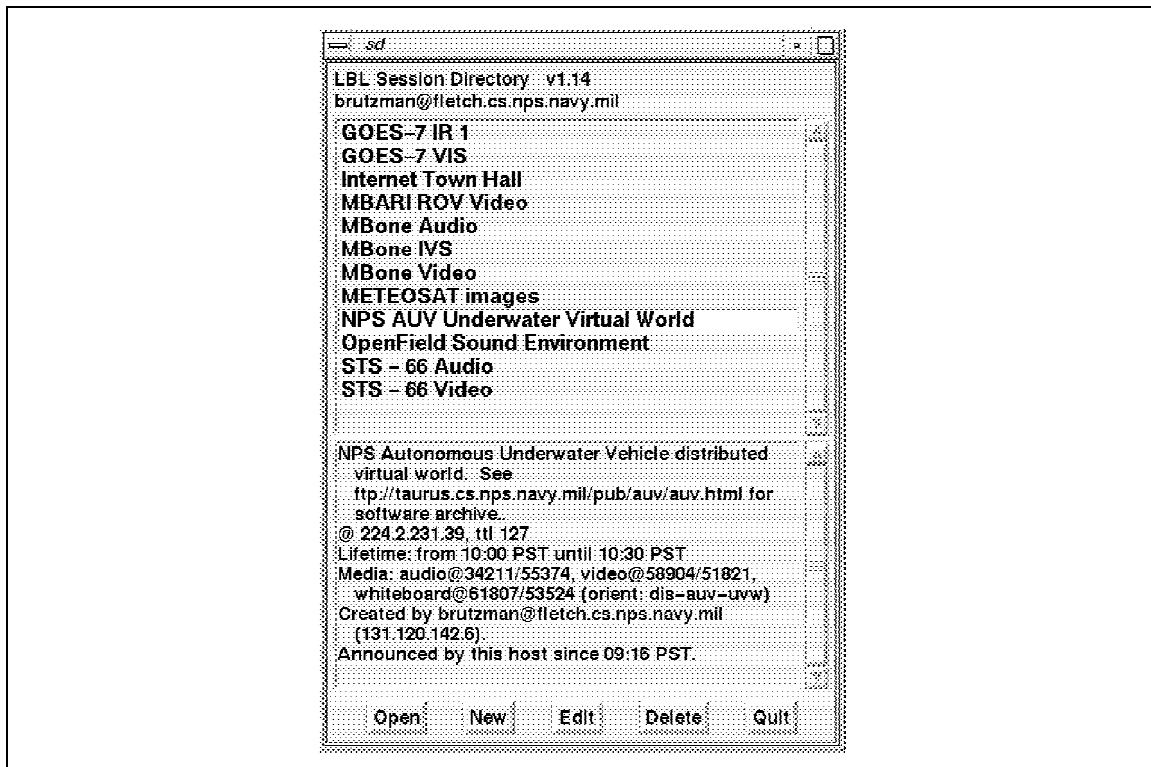 sd
LBL Session Directory v1.14
brutzman@fletch.cs.nps.navy.mil
GOES-7 IR 1
GOES-7 VIS
Internet Town Hall
MBARI ROV Video
MBone Audio
MBone IVS
MBone Video
METEOSAT images
NPS AUV Underwater Virtual World
OpenField Sound Environment
STS - 66 Audio
STS - 66 Video
NPS Autonomous Underwater Vehicle distributed
virtual world. See
ftp://taurus.cs.nps.navy.mil/pub/auv/auv.html for
software archive..
@ 224.2.231.39, ttl 127
Lifetime: from 10:00 PST until 10:30 PST
Media: audio@34211/55374, video@58904/51821,
whiteboard@61807/53524 (orient: dis-auv-uvw)
Created by brutzman@fletch.cs.nps.navy.mil
(131.120.142.6).
Announced by this host since 09:16 PST.
Open New Edit Delete Quit